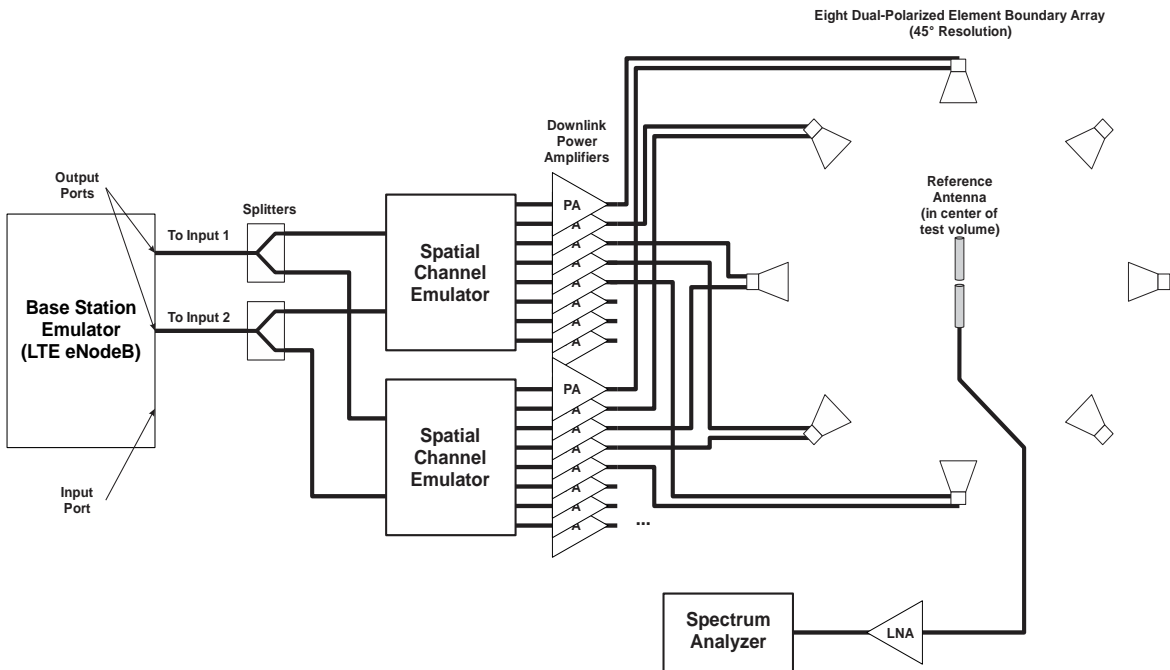 Eight Dual-Polarized Element Boundary Array
(45° Resolution)
Downlink
Power
Amplifiers
Output
Ports
Splitters
Reference
Antenna
(in center of
test volume)
To Input 1
To Input 2
Base Station
Emulator
(LTE eNodeB)
Spatial
Channel
Emulator
PA
A
A
A
A
A
A
A
Spatial
Channel
Emulator
PA
A
A
A
A
A
A
A
...
Input
Port
Spectrum
Analyzer
LNA